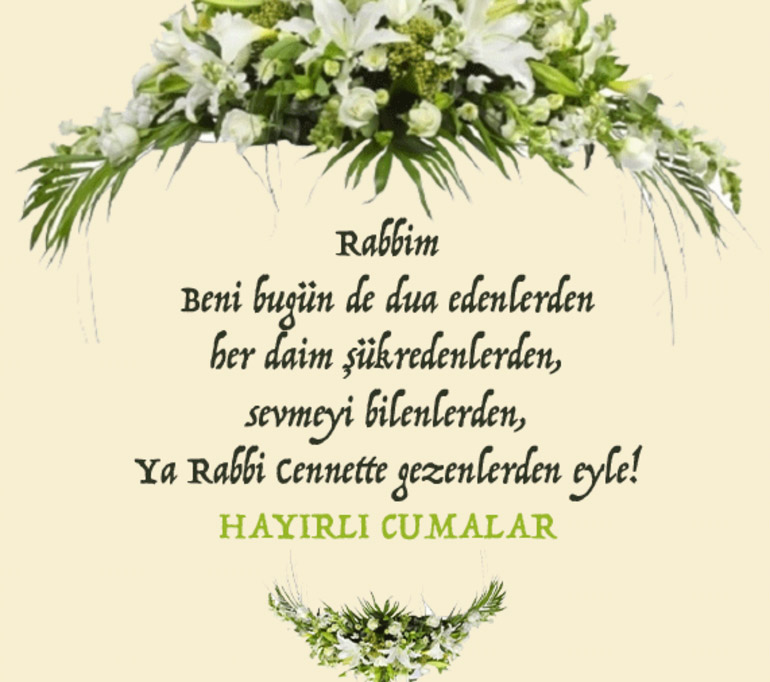 Rabbim
Beni bugün de dua edenlerden
her daim şükredenlerden,
sevmeyi bilenlerden,
Ya Rabbi Cennette gezenlerden eyle!
HAYIRLI CUMALAR